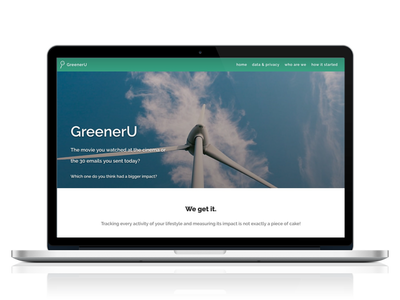 GreenerU
home data & privacy who are we how it started
GreenerU
The movie you watched at the cinema or
the 30 emails you sent today?
Which one do you think had a bigger impact?
We get it.
Tracking every activity of your lifestyle and measuring its impact is not exactly a piece of cake!